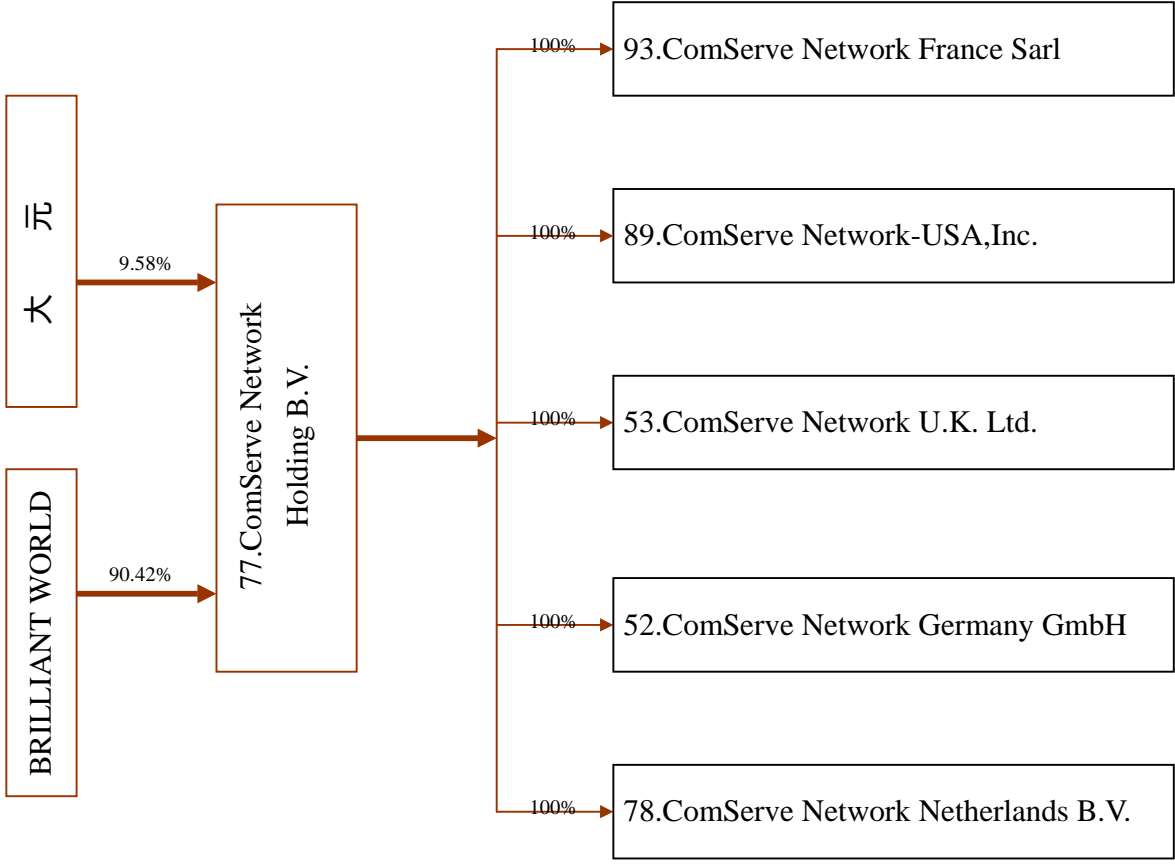 大 元
9.58%
BRILLIANT WORLD
90.42%
77.ComServe Network
Holding B.V.
100%
93.ComServe Network France Sarl
100%
89.ComServe Network-USA,Inc.
100%
53.ComServe Network U.K. Ltd.
100%
52.ComServe Network Germany GmbH
100%
78.ComServe Network Netherlands B.V.